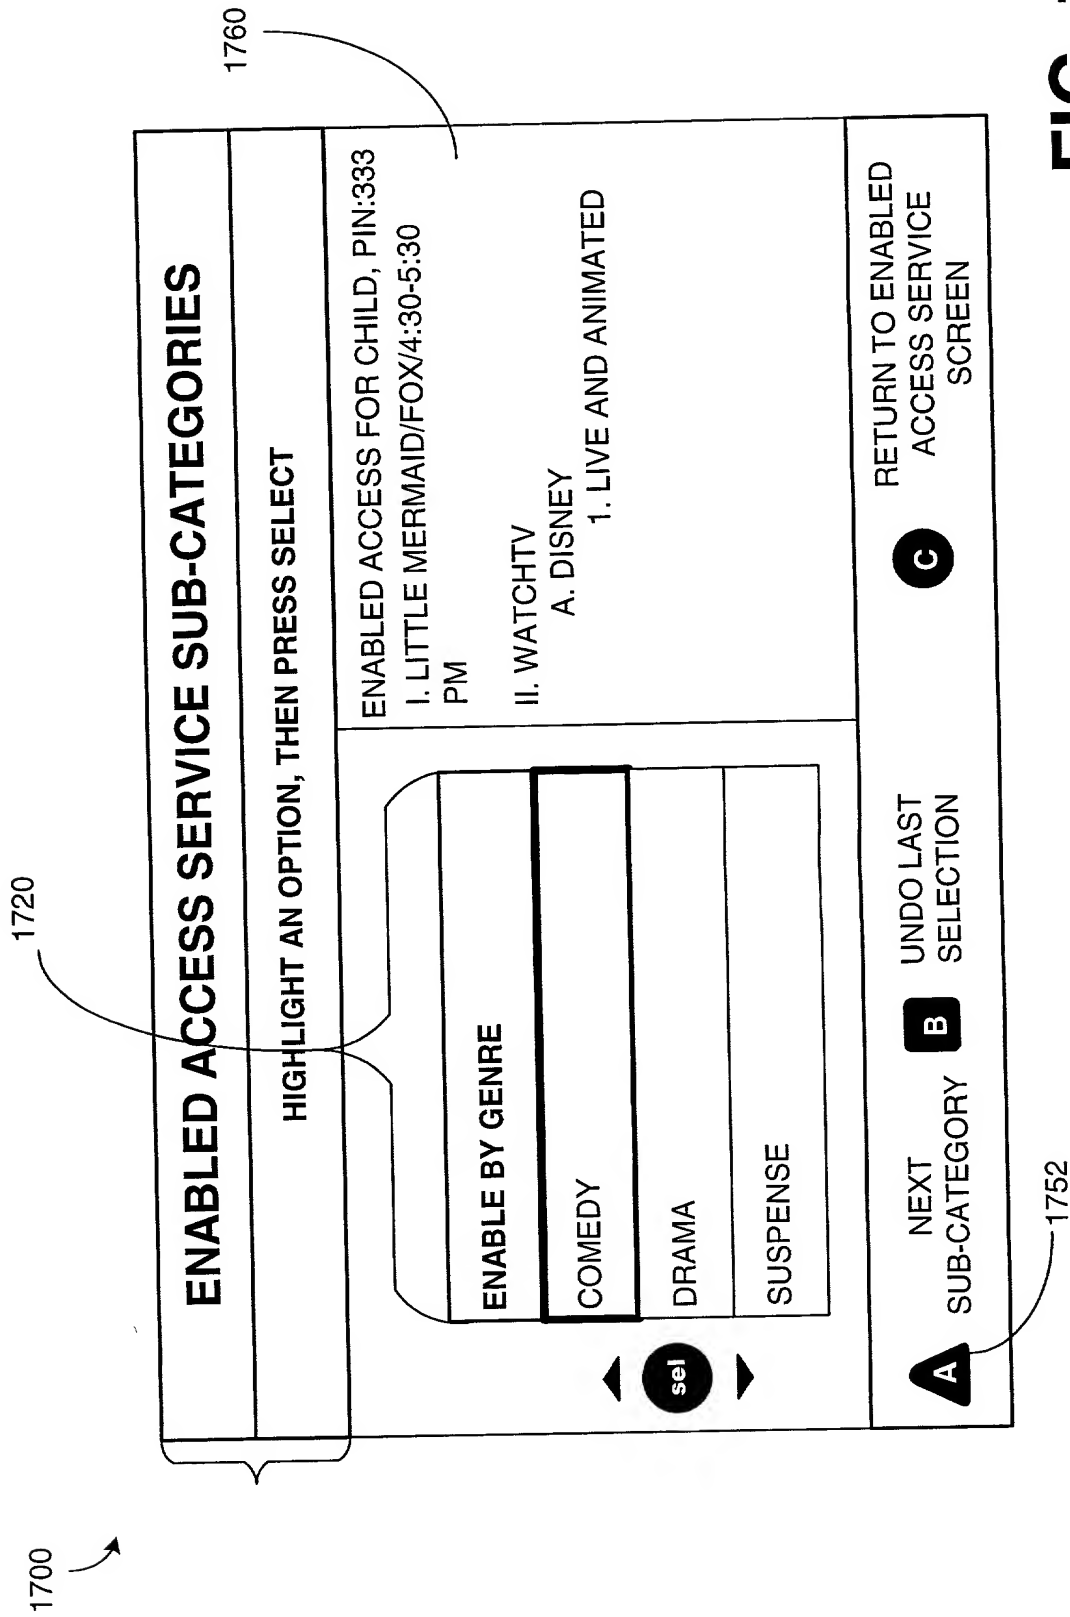 1700
1720
1760
ENABLED ACCESS SERVICE SUB-CATEGORIES
HIGHLIGHT AN OPTION, THEN PRESS SELECT
ENABLE BY GENRE
COMEDY
DRAMA
SUSPENSE
sel
ENABLED ACCESS FOR CHILD, PIN:333
I. LITTLE MERMAID/FOX/4:30-5:30
PM
II. WATCHTV
A. DISNEY
1. LIVE AND ANIMATED
A
NEXT
SUB-CATEGORY
B
UNDO LAST
SELECTION
C
RETURN TO ENABLED
ACCESS SERVICE
SCREEN
1752